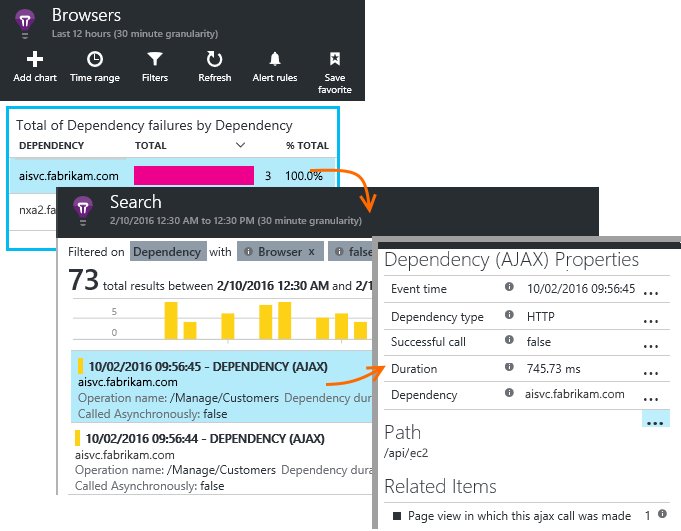 Browsers
Last 12 hours (30 minute granularity)
Add chart Time range Filters Refresh Alert rules Save favorite
Total of Dependency failures by Dependency
DEPENDENCY TOTAL % TOTAL
aisvc.fabrikam.com 3 100.0%
nxa2.fa
Search
2/10/2016 12:30 AM to 12:30 PM (30 minute granularity)
Filtered on Dependency with Browser x false
73 total results between 2/10/2016 12:30 AM and 2/1
5
0
10/02/2016 09:56:45 - DEPENDENCY (AJAX)
aisvc.fabrikam.com
Operation name: /Manage/Customers Dependency dura
Called Asynchronously: false
10/02/2016 09:56:44 - DEPENDENCY (AJAX)
aisvc.fabrikam.com
Operation name: /Manage/Customers Dependency dura
Called Asynchronously: false
Dependency (AJAX) Properties
Event time 10/02/2016 09:56:45 ...
Dependency type HTTP ...
Successful call false ...
Duration 745.73 ms ...
Dependency aisvc.fabrikam.com ...
...
Path
/api/ec2
Related Items
Page view in which this ajax call was made 1